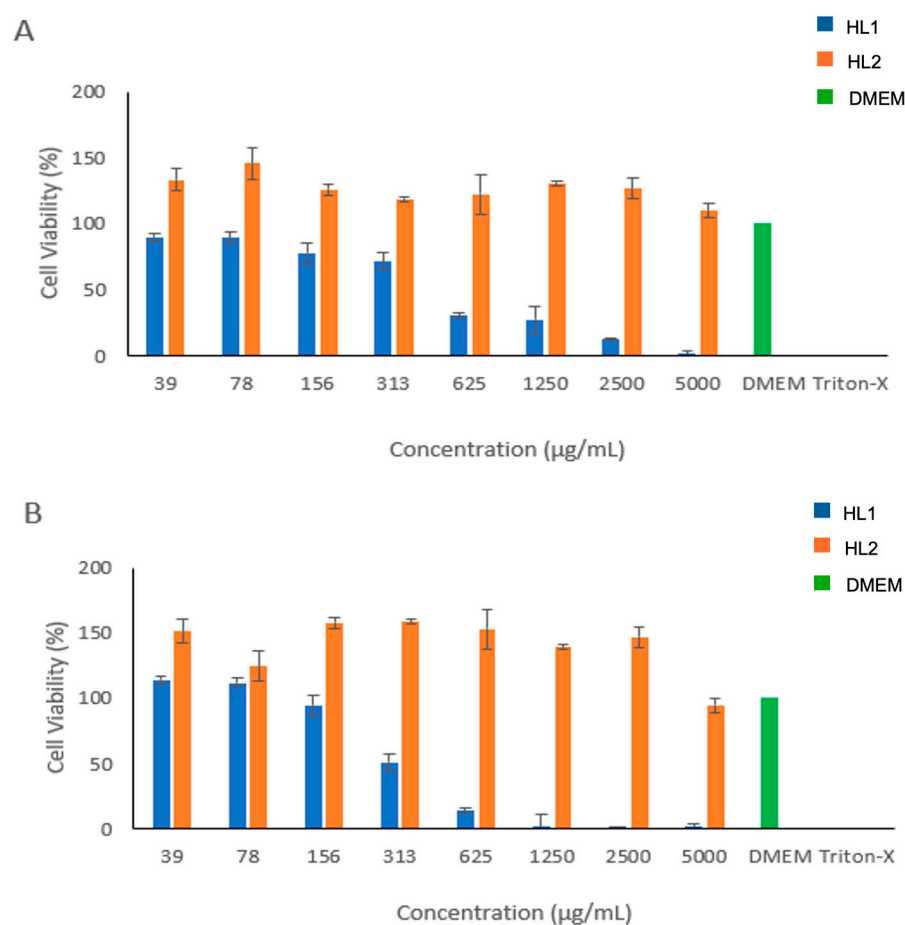 A
HL1
HL2
DMEM
200
150
100
50
0
Cell Viability (%)
39 78 156 313 625 1250 2500 5000 DMEM Triton-X
Concentration (µg/mL)
B
HL1
HL2
DMEM
200
150
100
50
0
Cell Viability (%)
39 78 156 313 625 1250 2500 5000 DMEM Triton-X
Concentration (µg/mL)